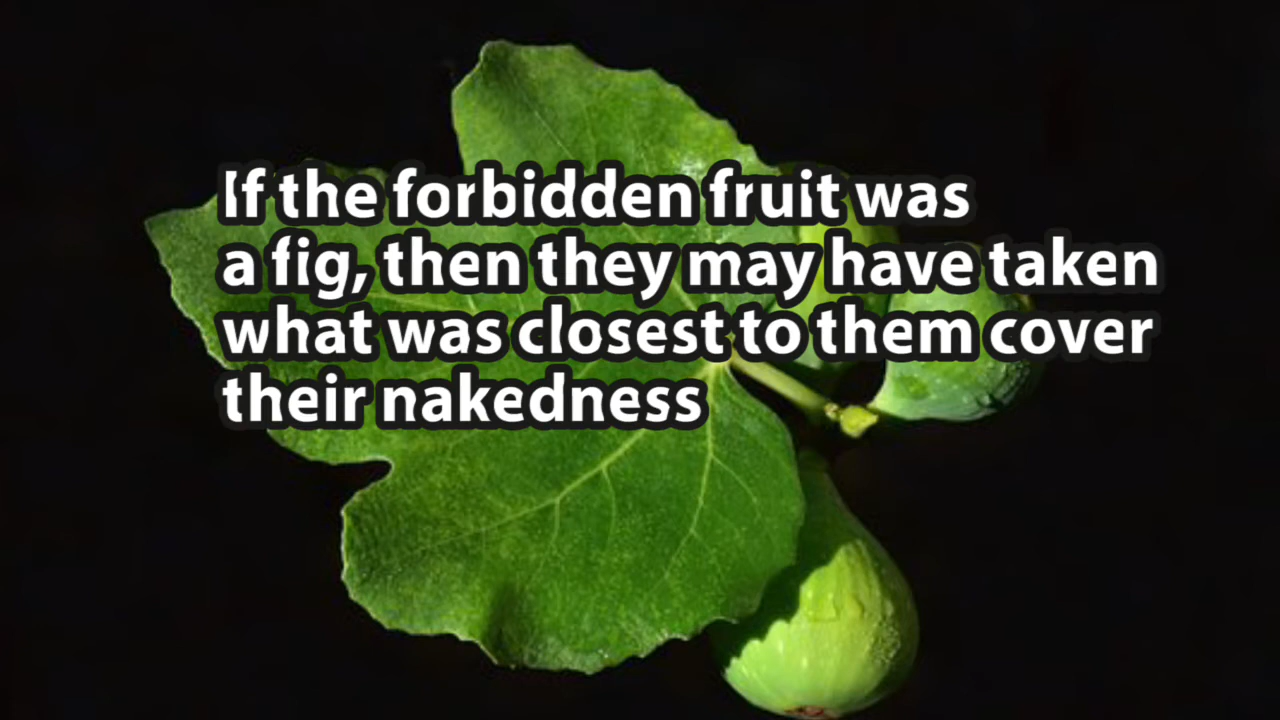 If the forbidden fruit was
a fig, then they may have taken
what was closest to them cover
their nakedness